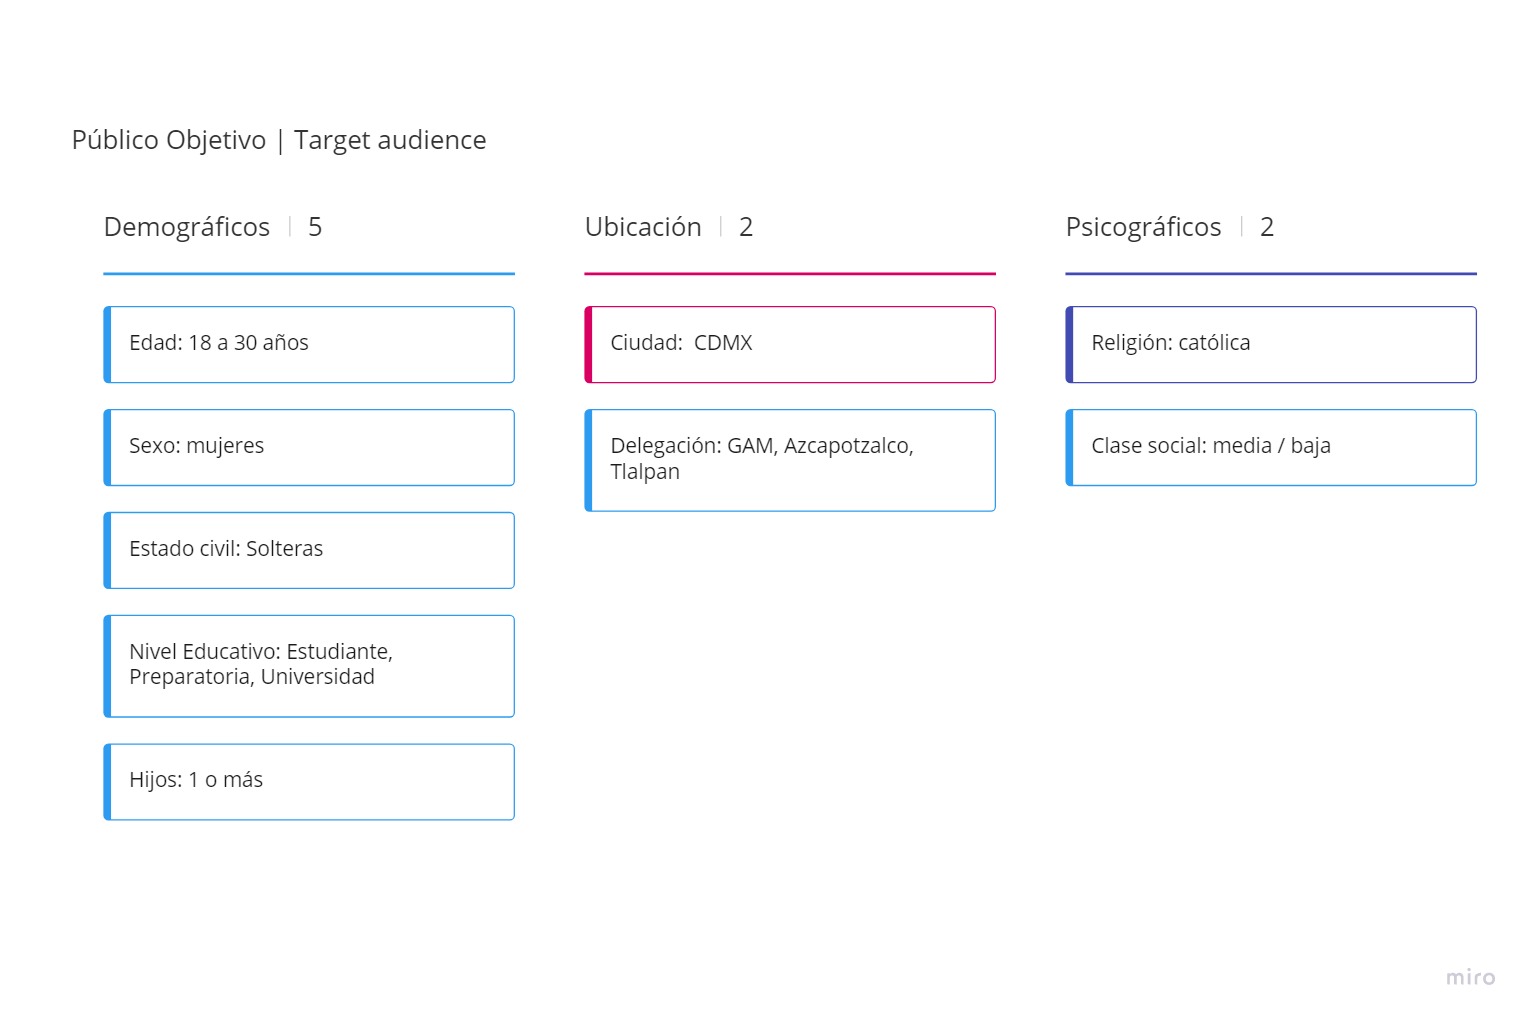 Público Objetivo | Target audience
Demográficos | 5
Edad: 18 a 30 años
Sexo: mujeres
Estado civil: Solteras
Nivel Educativo: Estudiante,
Preparatoria, Universidad
Hijos: 1 o más
Ubicación | 2
Ciudad:  CDMX
Delegación: GAM, Azcapotzalco,
Tlalpan
Psicográficos | 2
Religión: católica
Clase social: media / baja
miro